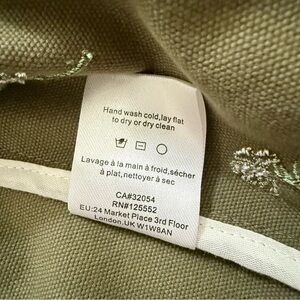 Hand wash cold,lay flat
to dry or dry clean
Lavage à la main à froid,sécher
à plat,nettoyer à sec
CA#32054
RN#125552
EU:24 Market Place 3rd Floor
London.UK W1W8AN